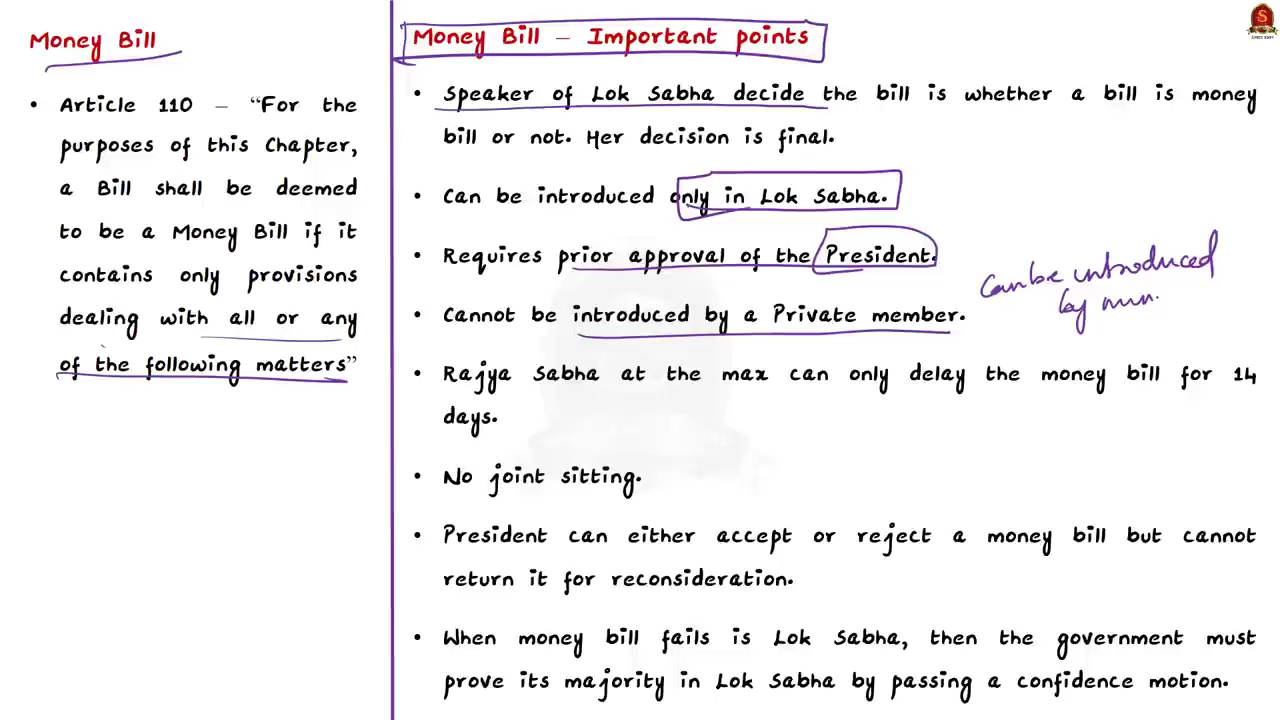 Money Bill
• Article 110 – “For the
purposes of this Chapter,
a Bill shall be deemed
to be a Money Bill if it
contains only provisions
dealing with all or any
of the following matters”
Money Bill – Important points
• Speaker of Lok Sabha decide the bill is whether a bill is money
bill or not. Her decision is final.
• Can be introduced only in Lok Sabha.
• Requires prior approval of the President.
• Cannot be introduced by a Private member.
Can be introduced
by
• Rajya Sabha at the max can only delay the money bill for 14
days.
• No joint sitting.
• President can either accept or reject a money bill but cannot
return it for reconsideration.
• When money bill fails is Lok Sabha, then the government must
prove its majority in Lok Sabha by passing a confidence motion.